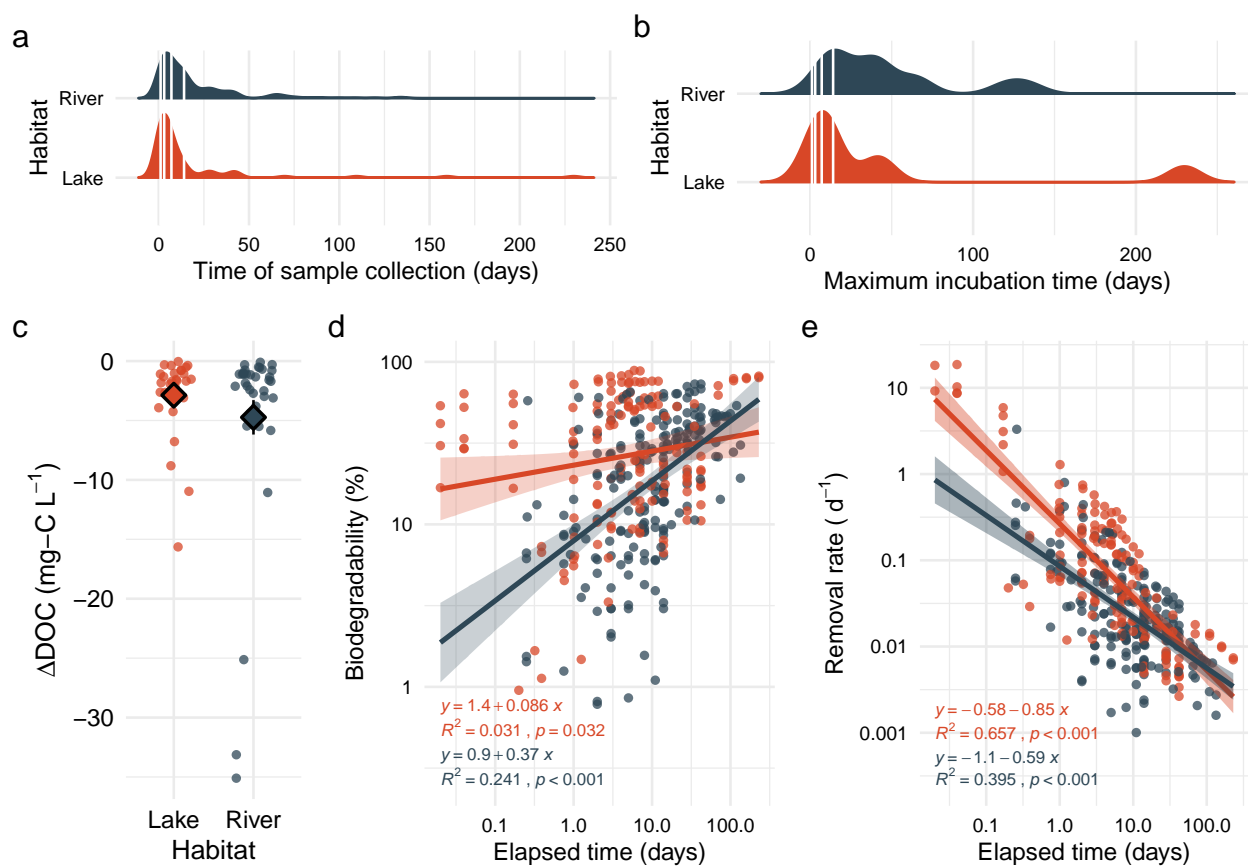 a
Habitat
River
Lake
0 50 100 150 200 250
Time of sample collection (days)
b
Habitat
River
Lake
0 100 200
Maximum incubation time (days)
c
ΔDOC (mg−C L⁻¹)
0
−10
−20
−30
Lake River
Habitat
d
Biodegradability (%)
100
10
1
y = 1.4 + 0.086 x
R² = 0.031 , p = 0.032
y = 0.9 + 0.37 x
R² = 0.241 , p < 0.001
0.1 1.0 10.0 100.0
Elapsed time (days)
e
Removal rate ( d⁻¹)
10
1
0.1
0.01
0.001
y = −0.58 − 0.85 x
R² = 0.657 , p < 0.001
y = −1.1 − 0.59 x
R² = 0.395 , p < 0.001
0.1 1.0 10.0 100.0
Elapsed time (days)